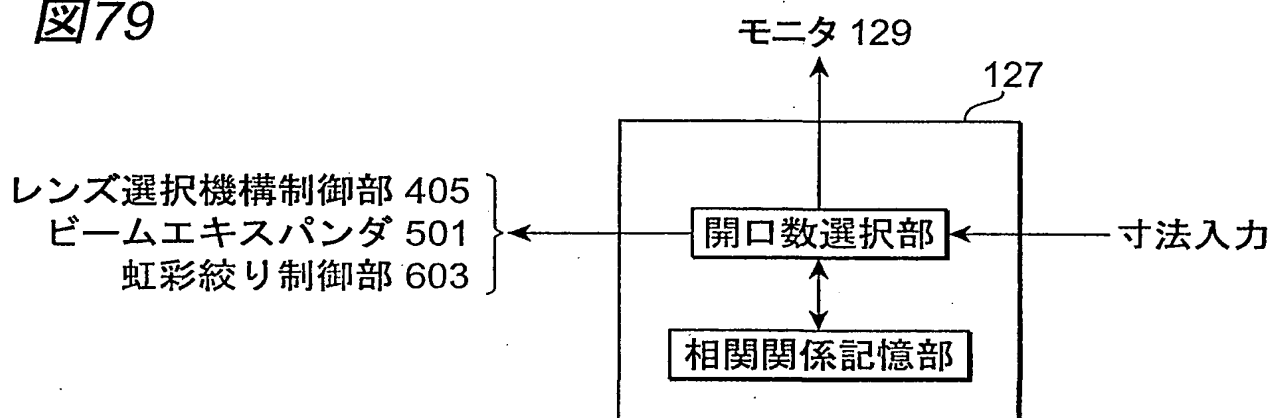 図79
モニタ 129
127
レンズ選択機構制御部 405
ビームエキスパンダ 501
虹彩絞り制御部 603
開口数選択部
寸法入力
相関関係記憶部